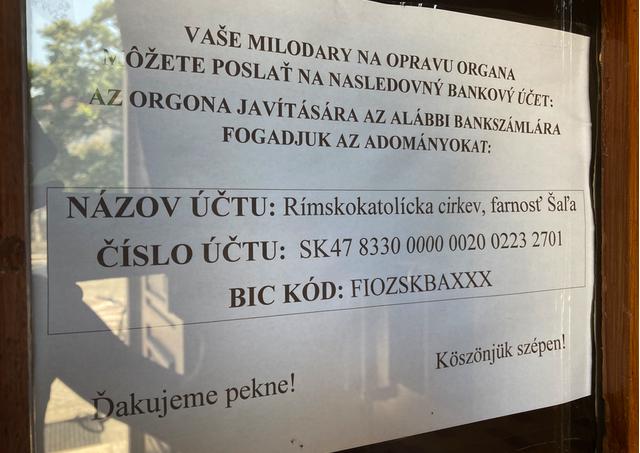 VAŠE MILODARY NA OPRAVU ORGANA
MÔŽETE POSLAŤ NA NASLEDOVNÝ BANKOVÝ ÚČET:
AZ ORGONA JAVÍTÁSÁRA AZ ALÁBBI BANKSZÁMLÁRA
FOGADJUK AZ ADOMÁNYOKAT:
NÁZOV ÚČTU: Rímskokatolícka cirkev, farnosť Šaľa
ČÍSLO ÚČTU: SK47 8330 0000 0020 0223 2701
BIC KÓD: FIOZSKBAXXX
Ďakujeme pekne!
Köszönjük szépen!